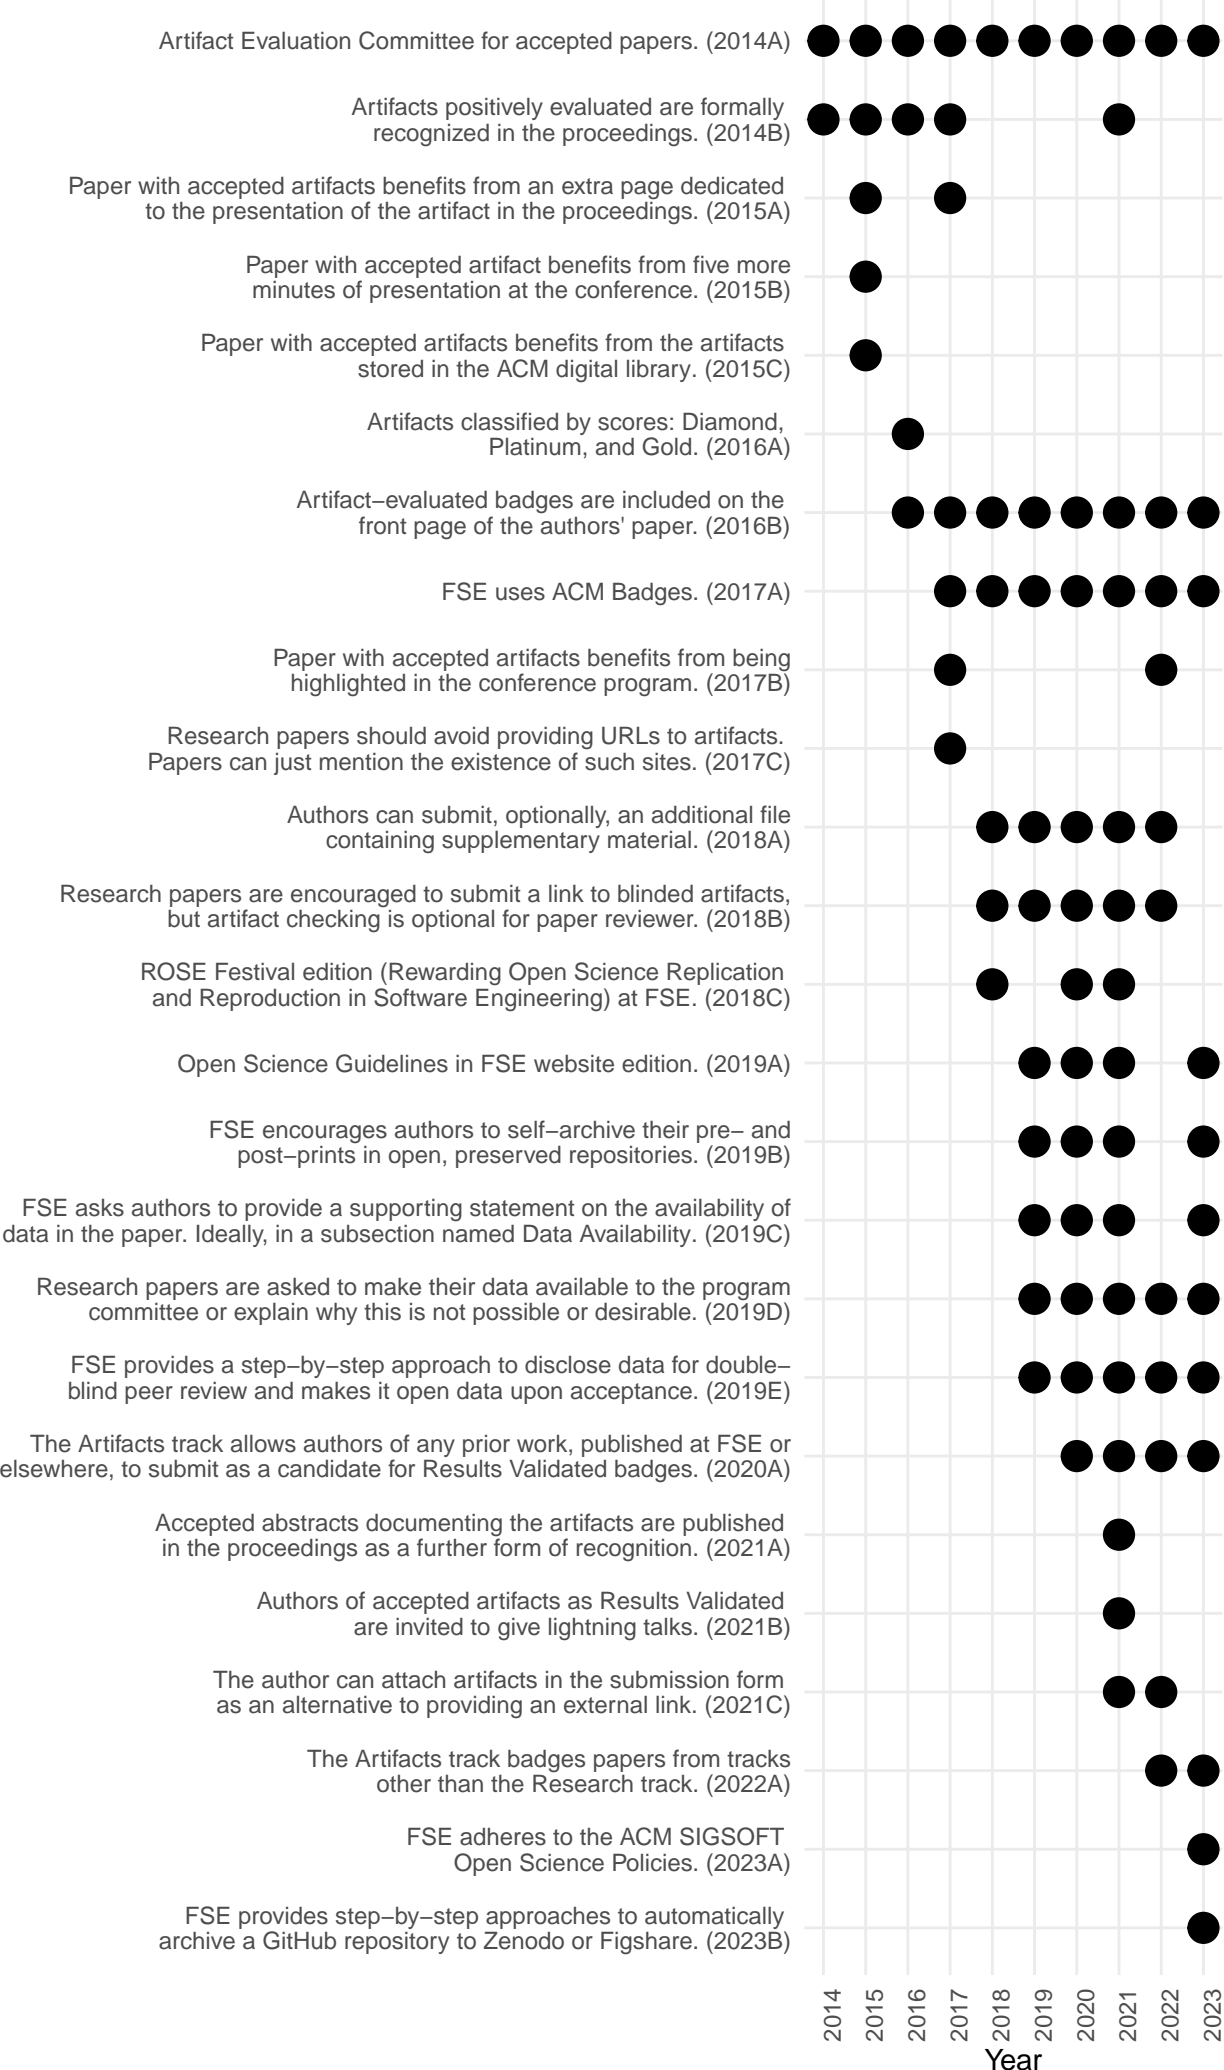 Artifact Evaluation Committee for accepted papers. (2014A)
Artifacts positively evaluated are formally
recognized in the proceedings. (2014B)
Paper with accepted artifacts benefits from an extra page dedicated
to the presentation of the artifact in the proceedings. (2015A)
Paper with accepted artifact benefits from five more
minutes of presentation at the conference. (2015B)
Paper with accepted artifacts benefits from the artifacts
stored in the ACM digital library. (2015C)
Artifacts classified by scores: Diamond,
Platinum, and Gold. (2016A)
Artifact−evaluated badges are included on the
front page of the authors' paper. (2016B)
FSE uses ACM Badges. (2017A)
Paper with accepted artifacts benefits from being
highlighted in the conference program. (2017B)
Research papers should avoid providing URLs to artifacts.
Papers can just mention the existence of such sites. (2017C)
Authors can submit, optionally, an additional file
containing supplementary material. (2018A)
Research papers are encouraged to submit a link to blinded artifacts,
but artifact checking is optional for paper reviewer. (2018B)
ROSE Festival edition (Rewarding Open Science Replication
and Reproduction in Software Engineering) at FSE. (2018C)
Open Science Guidelines in FSE website edition. (2019A)
FSE encourages authors to self−archive their pre− and
post−prints in open, preserved repositories. (2019B)
FSE asks authors to provide a supporting statement on the availability of
data in the paper. Ideally, in a subsection named Data Availability. (2019C)
Research papers are asked to make their data available to the program
committee or explain why this is not possible or desirable. (2019D)
FSE provides a step−by−step approach to disclose data for double−
blind peer review and makes it open data upon acceptance. (2019E)
The Artifacts track allows authors of any prior work, published at FSE or
elsewhere, to submit as a candidate for Results Validated badges. (2020A)
Accepted abstracts documenting the artifacts are published
in the proceedings as a further form of recognition. (2021A)
Authors of accepted artifacts as Results Validated
are invited to give lightning talks. (2021B)
The author can attach artifacts in the submission form
as an alternative to providing an external link. (2021C)
The Artifacts track badges papers from tracks
other than the Research track. (2022A)
FSE adheres to the ACM SIGSOFT
Open Science Policies. (2023A)
FSE provides step−by−step approaches to automatically
archive a GitHub repository to Zenodo or Figshare. (2023B)
2014
2015
2016
2017
2018
2019
2020
2021
2022
2023
Year